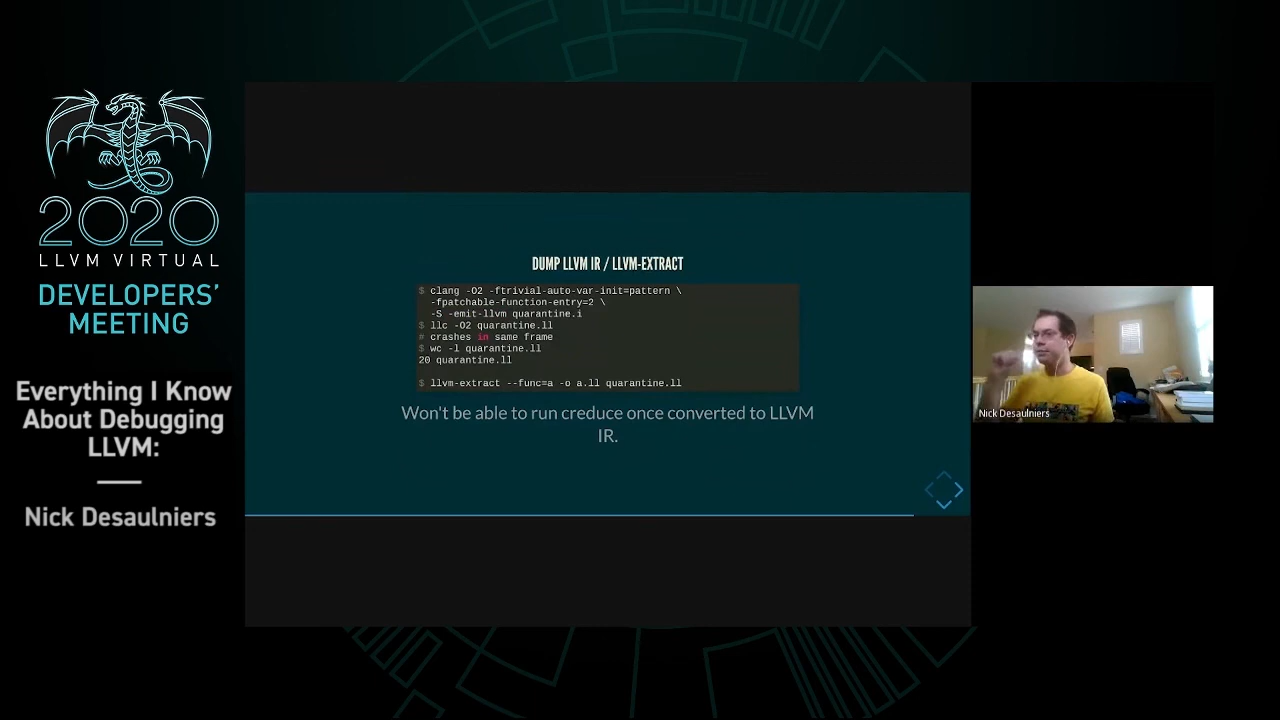 2020
LLVM VIRTUAL
DEVELOPERS'
MEETING
Everything I Know
About Debugging
LLVM:
Nick Desaulniers
DUMP LLVM IR / LLVM-EXTRACT
$ clang -O2 -ftrivial-auto-var-init=pattern \
-fpatchable-function-entry=2 \
-S -emit-llvm quarantine.i
$ llc -O2 quarantine.ll
# crashes in same frame
$ wc -l quarantine.ll
20 quarantine.ll
$ llvm-extract --func=a -o a.ll quarantine.ll
Won't be able to run creduce once converted to LLVM
IR.
Nick Desaulniers